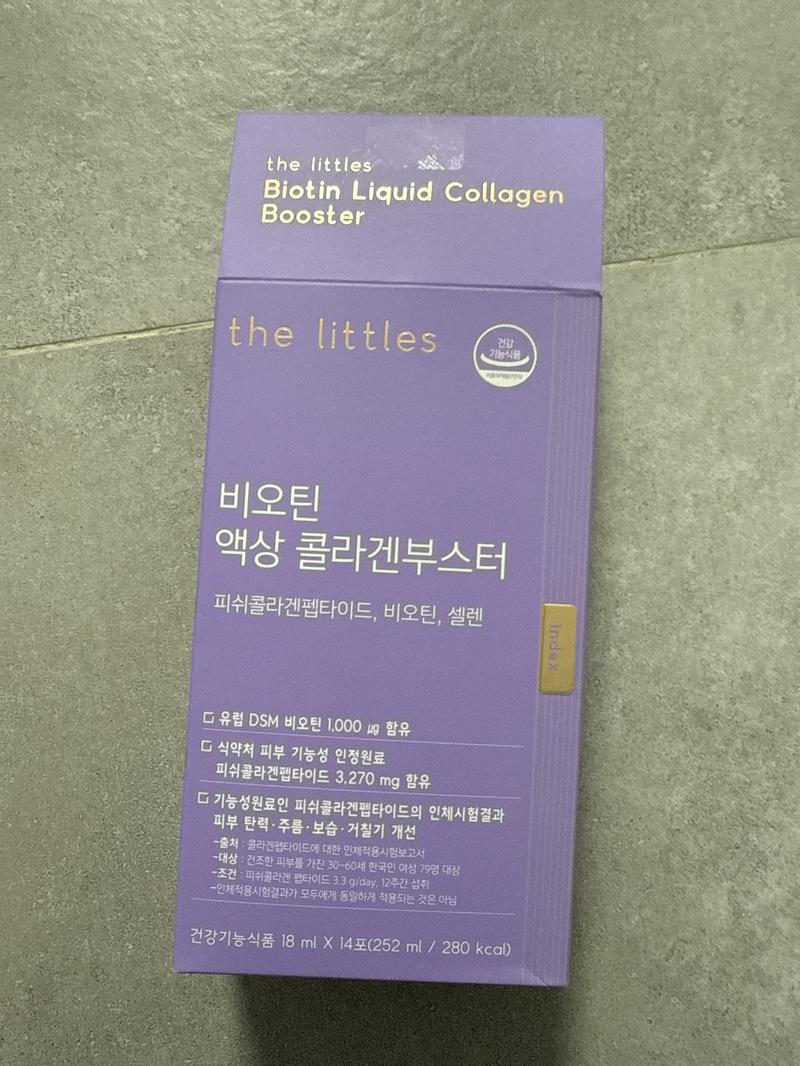 the littles
Biotin Liquid Collagen
Booster
the littles
건강
기능식품
식품의약품안전처
비오틴
액상 콜라겐부스터
피쉬콜라겐펩타이드, 비오틴, 셀렌
index
유럽 DSM 비오틴 1,000 ㎍ 함유
식약처 피부 기능성 인정원료
피쉬콜라겐펩타이드 3,270 mg 함유
기능성원료인 피쉬콜라겐펩타이드의 인체시험결과
피부 탄력·주름·보습·거칠기 개선
-출처 : 콜라겐펩타이드에 대한 인체적용시험보고서
-대상 : 건조한 피부를 가진 30~60세 한국인 여성 79명 대상
-조건 : 피쉬콜라겐 펩타이드 3.3 g/day, 12주간 섭취
-인체적용시험결과가 모두에게 동일하게 적용되는 것은 아님
건강기능식품 18 ml X 14포(252 ml / 280 kcal)